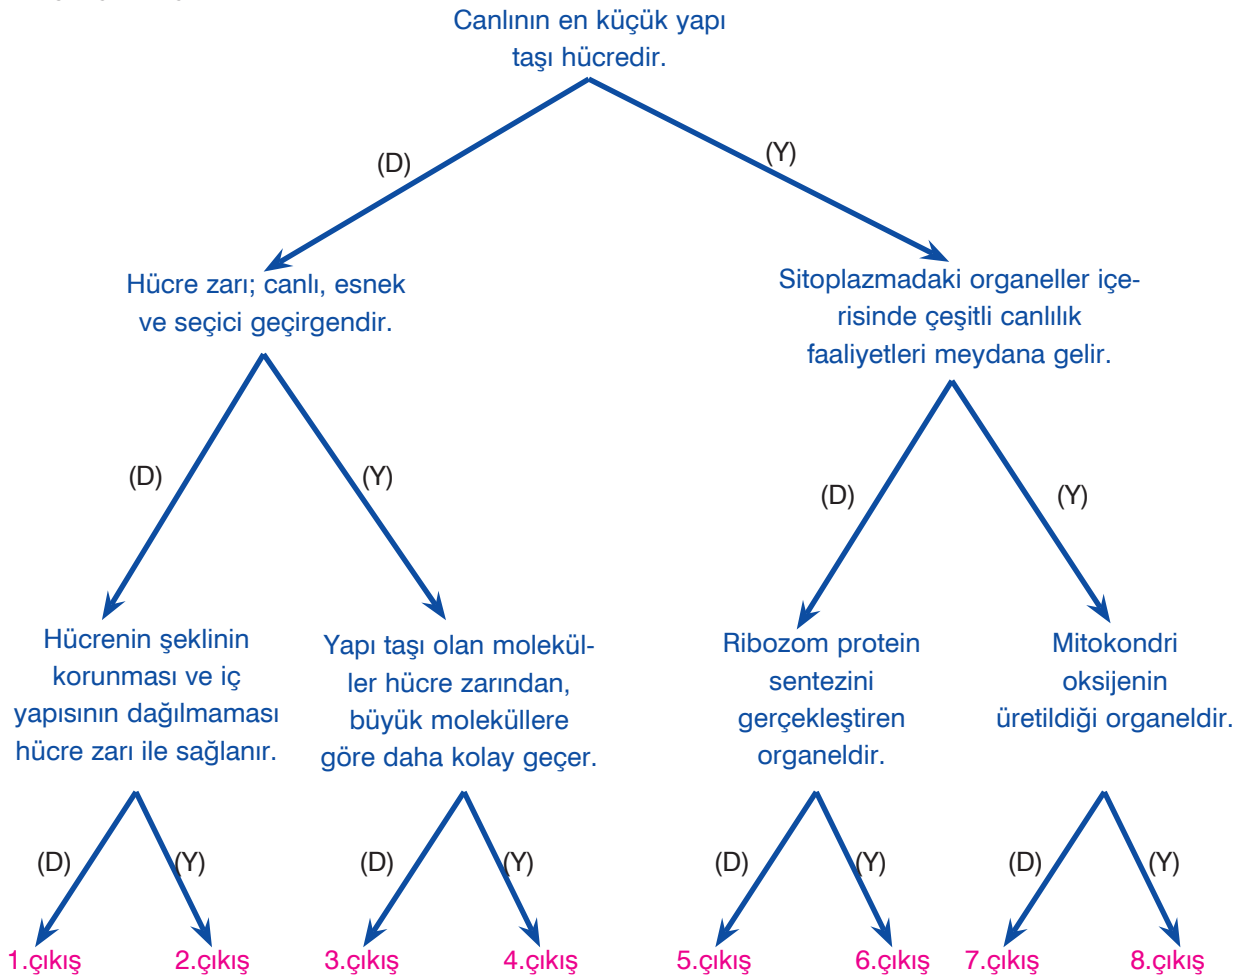 Canlının en küçük yapı
taşı hücredir.
(D)
(Y)
Hücre zarı; canlı, esnek
ve seçici geçirgendir.
Sitoplazmadaki organeller içe-
risinde çeşitli canlılık
faaliyetleri meydana gelir.
(D)
(Y)
(D)
(Y)
Hücrenin şeklinin
korunması ve iç
yapısının dağılmaması
hücre zarı ile sağlanır.
Yapı taşı olan molekül-
ller hücre zarından,
büyük moleküllere
göre daha kolay geçer.
Ribozom protein
sentezini
gerçekleştiren
organeldir.
Mitokondri
oksijenin
üretildiği organeldir.
(D)
(Y)
(D)
(Y)
(D)
(Y)
(D)
(Y)
1.çıkış
2.çıkış
3.çıkış
4.çıkış
5.çıkış
6.çıkış
7.çıkış
8.çıkış